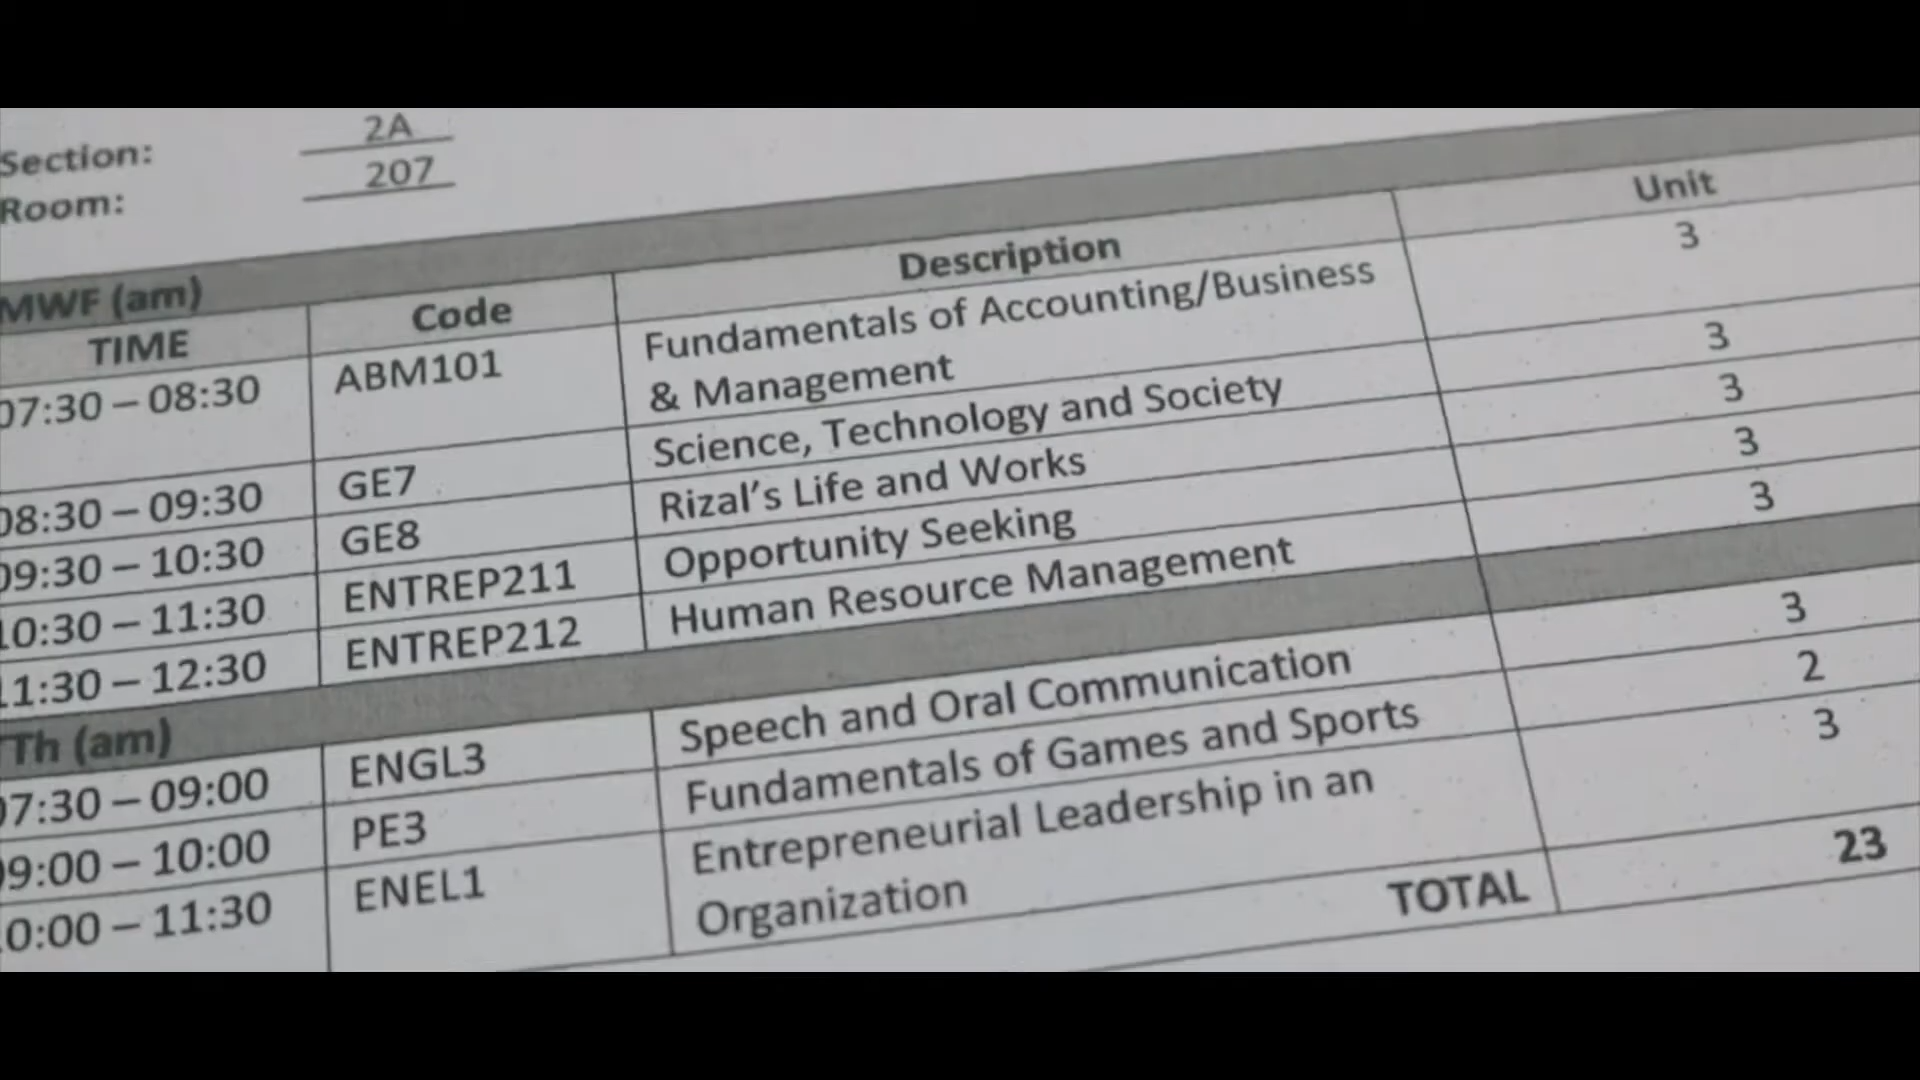 Section: 2A
Room: 207
MWF (am)
TIME Code Description Unit
07:30 – 08:30 ABM101 Fundamentals of Accounting/Business 3
& Management
08:30 – 09:30 GE7 Science, Technology and Society 3
09:30 – 10:30 GE8 Rizal's Life and Works 3
10:30 – 11:30 ENTREP211 Opportunity Seeking 3
11:30 – 12:30 ENTREP212 Human Resource Management 3
Th (am)
07:30 – 09:00 ENGL3 Speech and Oral Communication 3
09:00 – 10:00 PE3 Fundamentals of Games and Sports 2
0:00 – 11:30 ENEL1 Entrepreneurial Leadership in an 3
Organization
TOTAL 23